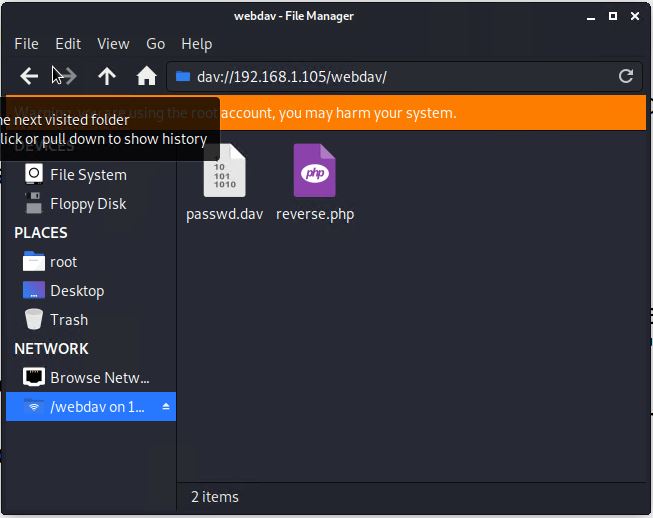 webdav - File Manager
File Edit View Go Help
dav://192.168.1.105/webdav/
Warning, you are using the root account, you may harm your system.
he next visited folder
lick or pull down to show history
DEVICES
File System
Floppy Disk
PLACES
root
Desktop
Trash
NETWORK
Browse Netw...
/webdav on 1...
10
101
1010
passwd.dav
php
reverse.php
2 items